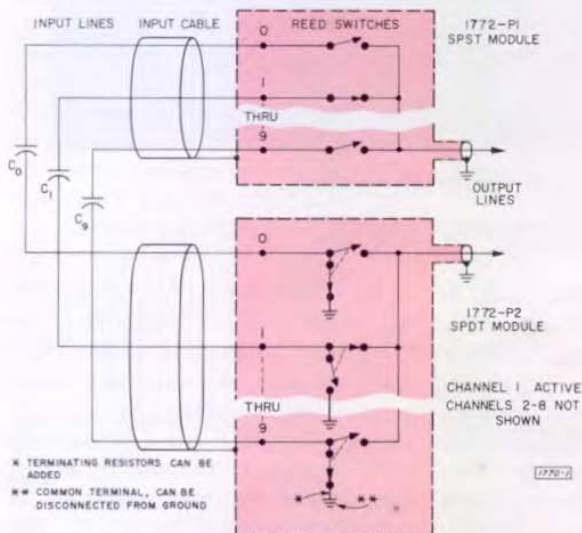 INPUT LINES
INPUT CABLE
REED SWITCHES
1772-P1
SPST MODULE
0
1
THRU
9
C0
C1
C9
OUTPUT
LINES
0
1772-P2
SPDT MODULE
1
CHANNEL 1 ACTIVE
CHANNELS 2-8 NOT
SHOWN
THRU
9
* TERMINATING RESISTORS CAN BE
ADDED
** COMMON TERMINAL, CAN BE
DISCONNECTED FROM GROUND
*
**
1770-1